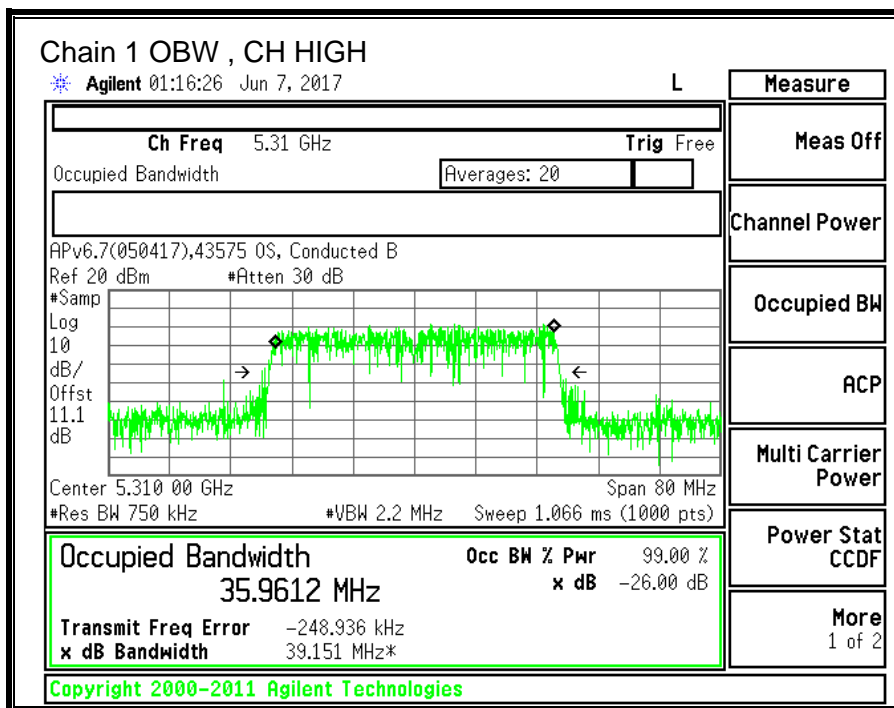 Chain 1 OBW , CH HIGH
Agilent 01:16:26 Jun 7, 2017 L
Measure
Ch Freq 5.31 GHz Trig Free
Meas Off
Occupied Bandwidth Averages: 20
Channel Power
APv6.7(050417),43575 OS, Conducted B
Ref 20 dBm #Atten 30 dB
#Samp
Log
10
dB/
Offst
11.1
dB
Occupied BW
ACP
Multi Carrier
Power
Center 5.310 00 GHz Span 80 MHz
#Res BW 750 kHz #VBW 2.2 MHz Sweep 1.066 ms (1000 pts)
Power Stat
CCDF
Occupied Bandwidth Occ BW % Pwr 99.00 %
35.9612 MHz x dB -26.00 dB
Transmit Freq Error -248.936 kHz
x dB Bandwidth 39.151 MHz*
More
1 of 2
Copyright 2000-2011 Agilent Technologies